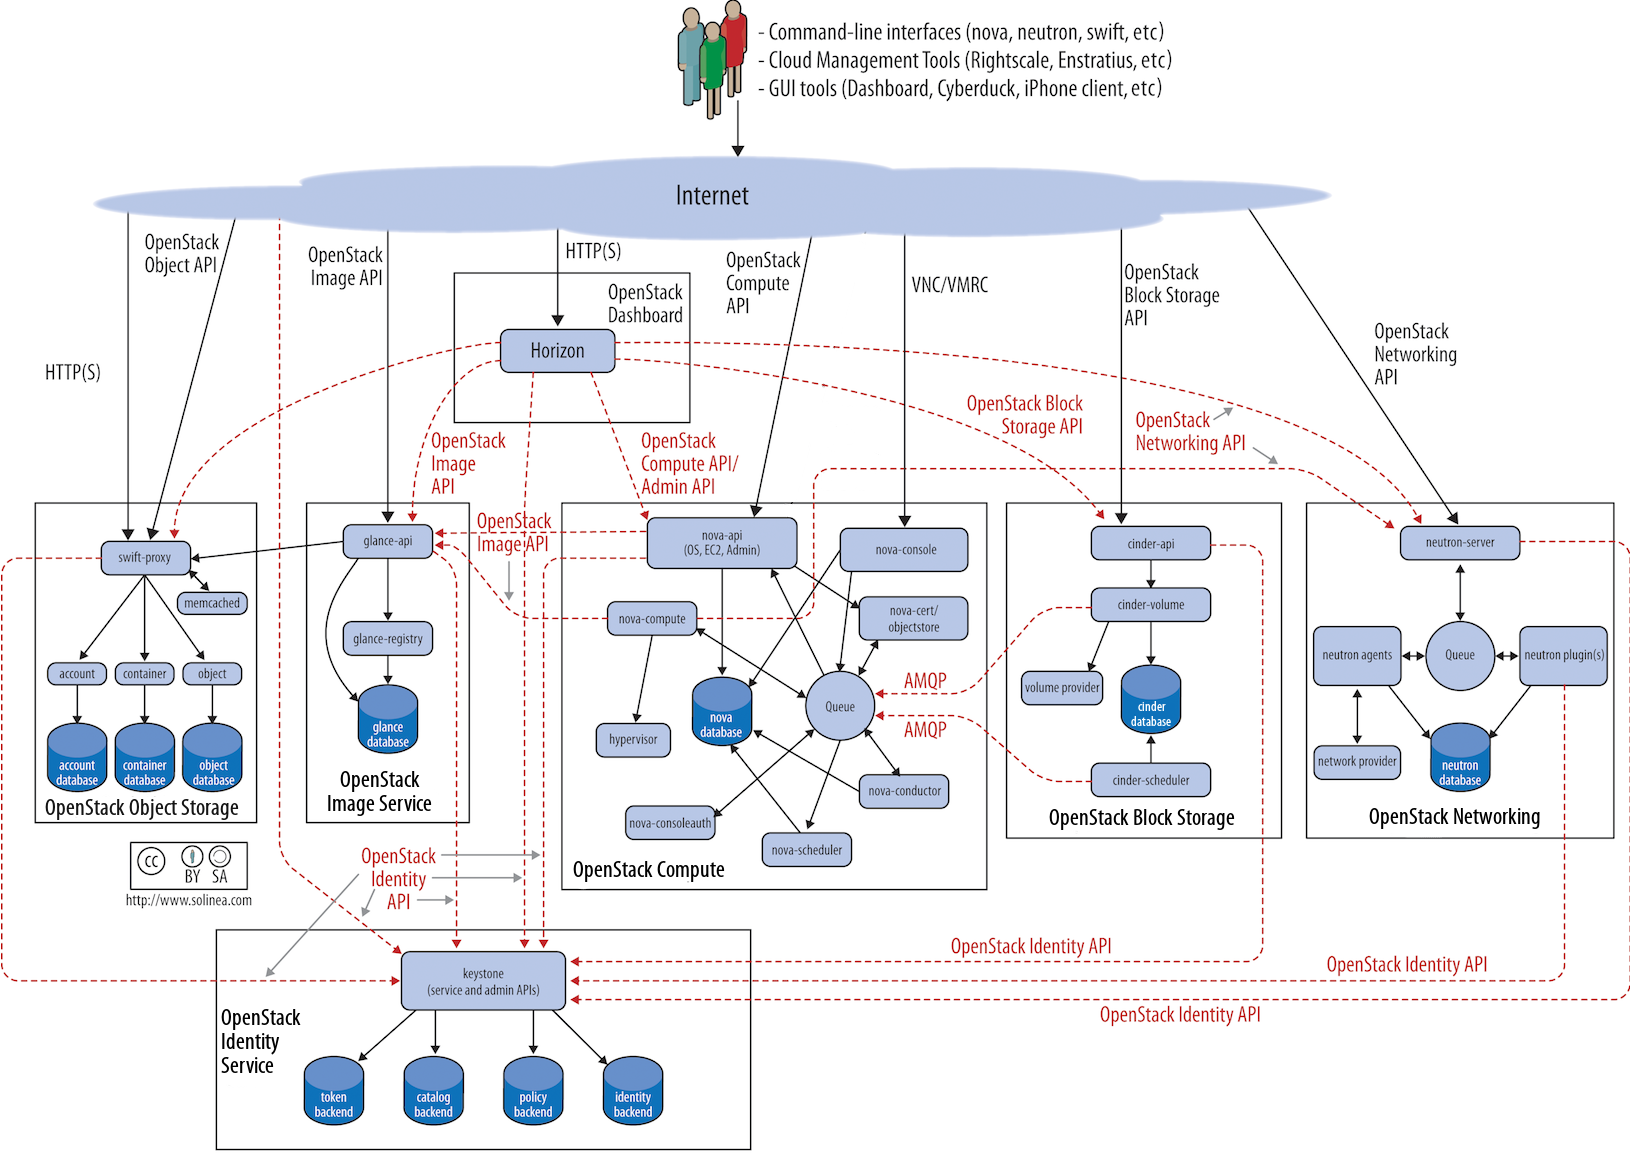 - Command-line interfaces (nova, neutron, swift, etc)
- Cloud Management Tools (Rightscale, Enstratius, etc)
- GUI tools (Dashboard, Cyberduck, iPhone client, etc)
Internet
OpenStack
Object API
OpenStack
Image API
HTTP(S)
OpenStack
Compute
API
VNC/VMRC
OpenStack
Block Storage
API
OpenStack
Networking
API
HTTP(S)
OpenStack
Dashboard
Horizon
OpenStack
Image
API
OpenStack
Compute API/
Admin API
OpenStack Block
Storage API
OpenStack
Networking API
OpenStack
Image API
swift-proxy
memcached
account
container
object
account
database
container
database
object
database
OpenStack Object Storage
glance-api
glance-registry
glance
database
OpenStack
Image Service
nova-api
(OS, EC2, Admin)
nova-console
nova-compute
nova-cert/
objectstore
hypervisor
nova
database
Queue
nova-conductor
nova-consoleauth
nova-scheduler
OpenStack Compute
AMQP
AMQP
cinder-api
cinder-volume
volume provider
cinder
database
cinder-scheduler
OpenStack Block Storage
neutron-server
neutron agents
Queue
neutron plugin(s)
network provider
neutron
database
OpenStack Networking
CC
BY
SA
http://www.solinea.com
OpenStack
Identity
API
OpenStack Identity API
OpenStack Identity API
OpenStack Identity API
keystone
(service and admin APIs)
OpenStack
Identity
Service
token
backend
catalog
backend
policy
backend
identity
backend